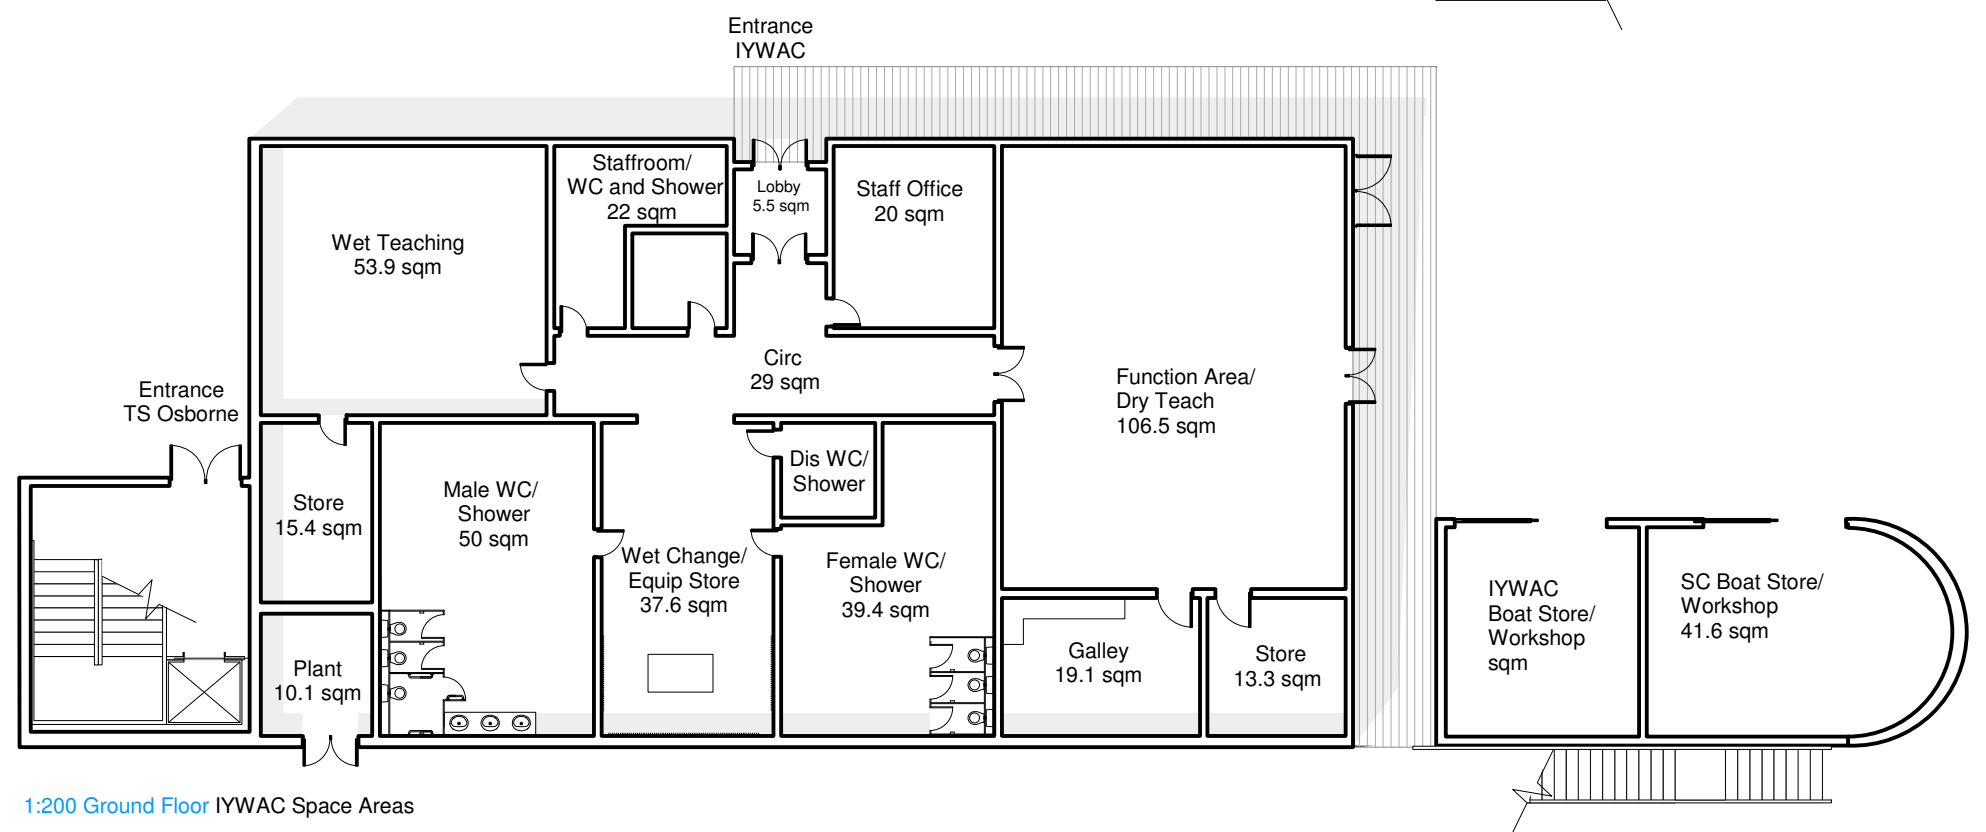 Entrance
IYWAC
Staffroom/
WC and Shower
22 sqm
Lobby
5.5 sqm
Staff Office
20 sqm
Wet Teaching
53.9 sqm
Circ
29 sqm
Function Area/
Dry Teach
106.5 sqm
Entrance
TS Osborne
Store
15.4 sqm
Male WC/
Shower
50 sqm
Dis WC/
Shower
Wet Change/
Equip Store
37.6 sqm
Female WC/
Shower
39.4 sqm
IYWAC
Boat Store/
Workshop
sqm
SC Boat Store/
Workshop
41.6 sqm
Plant
10.1 sqm
Galley
19.1 sqm
Store
13.3 sqm
1:200 Ground Floor IYWAC Space Areas